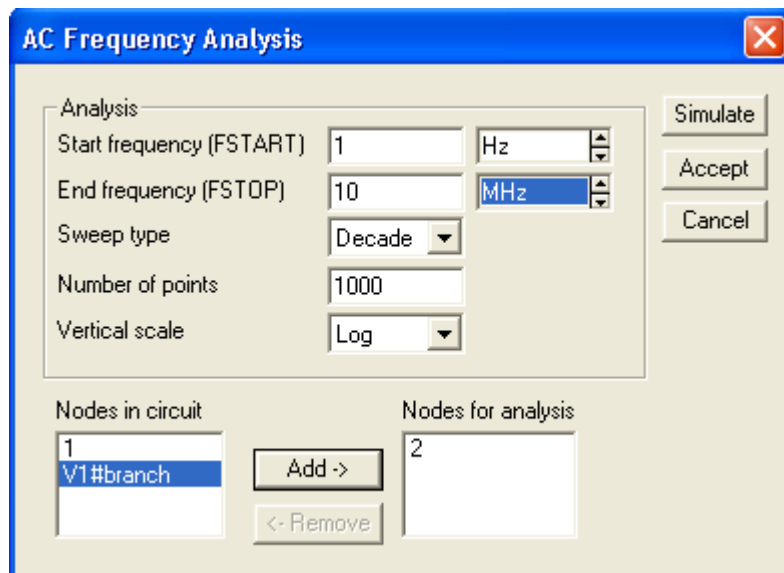 AC Frequency Analysis
Analysis
Start frequency (FSTART) 1 Hz
Simulate
End frequency (FSTOP) 10 MHz
Accept
Sweep type Decade
Cancel
Number of points 1000
Vertical scale Log
Nodes in circuit
1
V1#branch
Add ->
<- Remove
Nodes for analysis
2